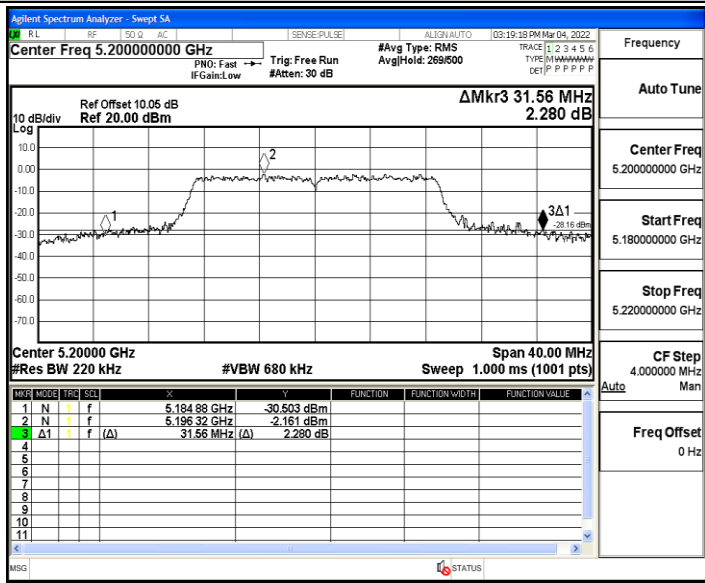 Agilent Spectrum Analyzer - Swept SA
LXI RL RF 50 Ω AC SENSE:PULSE ALIGN AUTO 03:19:18 PM Mar 04, 2022
Center Freq 5.200000000 GHz
PNO: Fast
IFGain:Low
Trig: Free Run
#Atten: 30 dB
#Avg Type: RMS
Avg|Hold: 269/500
TRACE 1 2 3 4 5 6
TYPE M W W W W W
DET P P P P P P
Frequency
Auto Tune
Center Freq
5.200000000 GHz
Start Freq
5.180000000 GHz
Stop Freq
5.220000000 GHz
CF Step
4.000000 MHz
Auto Man
Freq Offset
0 Hz
ΔMkr3 31.56 MHz
2.280 dB
Ref Offset 10.05 dB
10 dB/div Ref 20.00 dBm
Log
10.0
0.00
-10.0
-20.0
-30.0
-40.0
-50.0
-60.0
-70.0
1
2
3Δ1
-28.16 dBm
Center 5.20000 GHz Span 40.00 MHz
#Res BW 220 kHz #VBW 680 kHz Sweep 1.000 ms (1001 pts)
MKR MODE TRC SCL X Y FUNCTION FUNCTION WIDTH FUNCTION VALUE
1 N 1 f 5.184 88 GHz -30.503 dBm
2 N 1 f 5.196 32 GHz -2.161 dBm
3 Δ1 1 f (Δ) 31.56 MHz (Δ) 2.280 dB
4
5
6
7
8
9
10
11
MSG STATUS